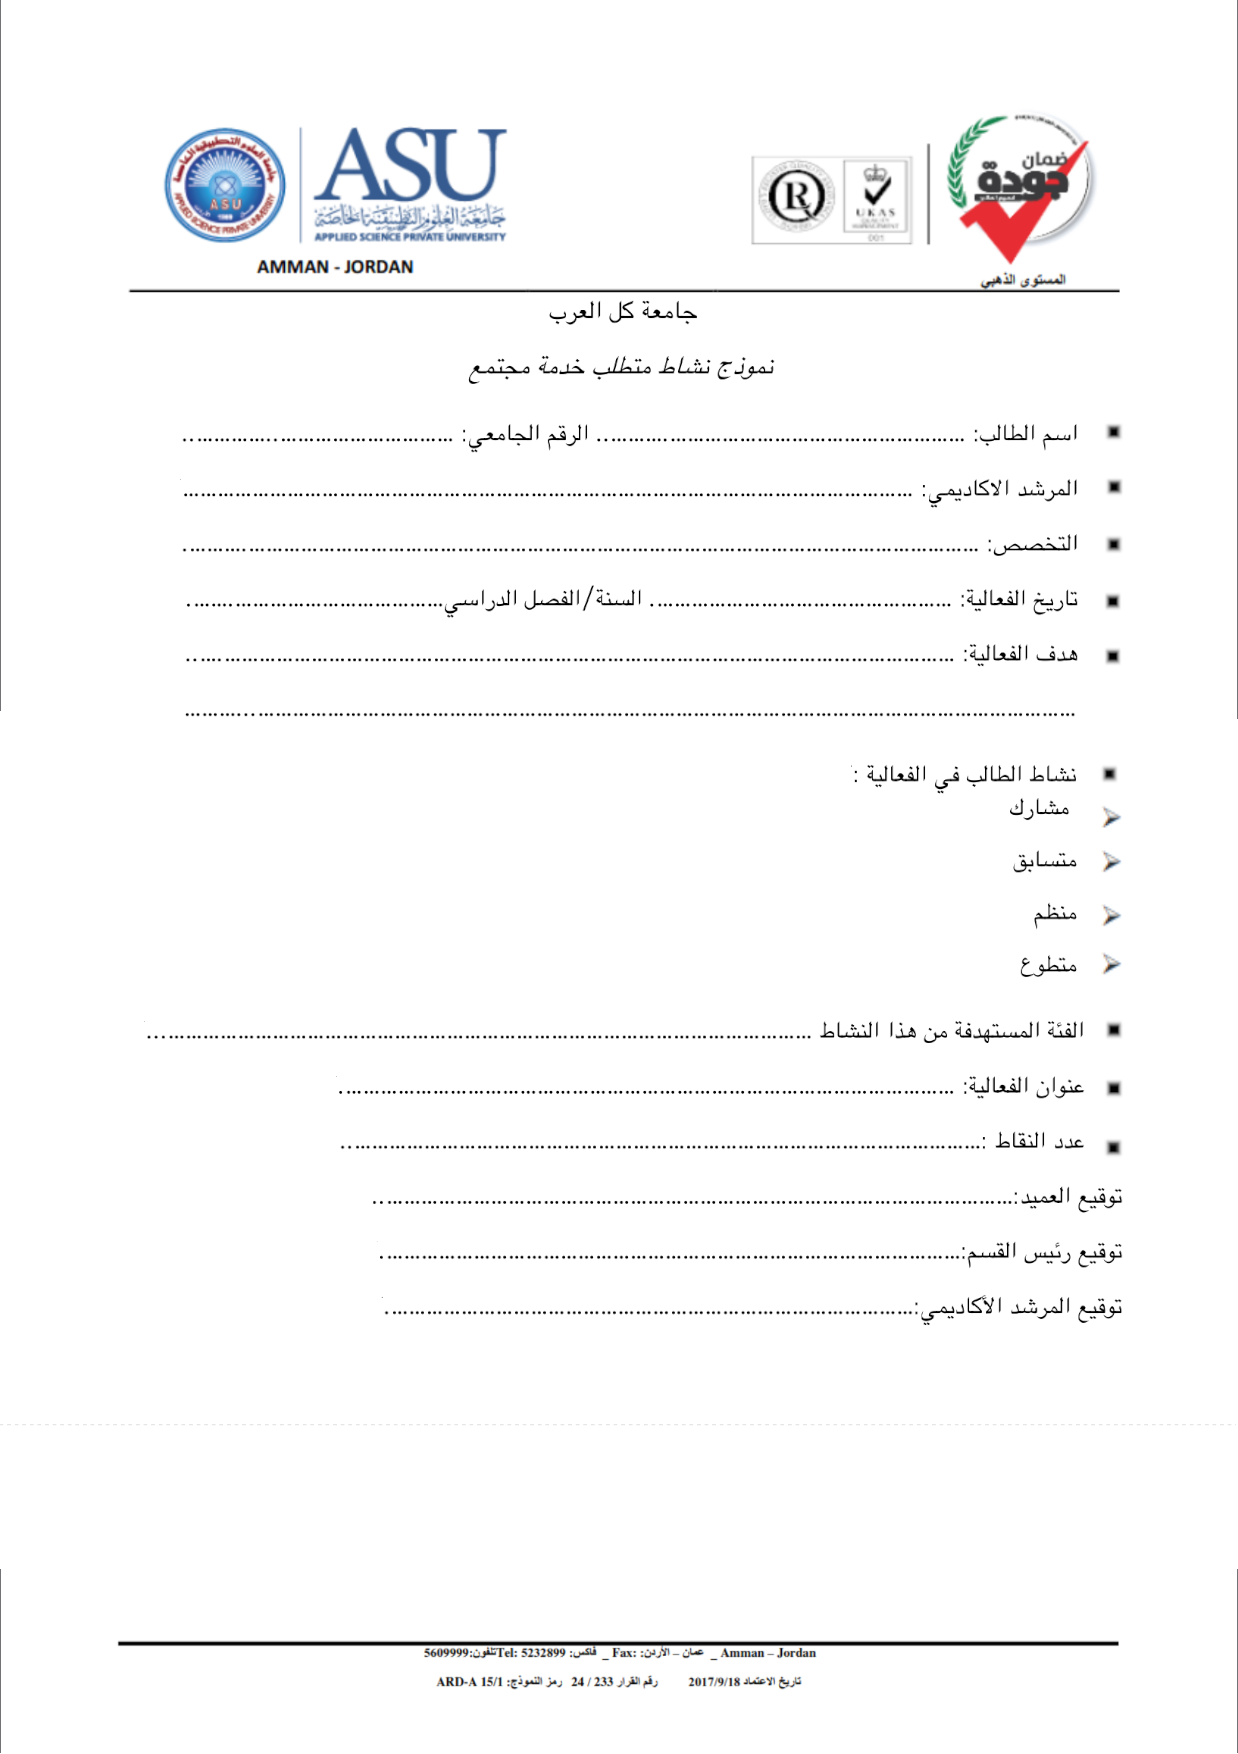 ASU
جامعة العلوم التطبيقية الخاصة
APPLIED SCIENCE PRIVATE UNIVERSITY
AMMAN - JORDAN
UKAS
QUALITY
MANAGEMENT
001
ضمان
جودة
المستوى الذهبي
جامعة كل العرب
نموذج نشاط متطلب خدمة مجتمع
اسم الطالب: ........................................ الرقم الجامعي: ........................................
المرشد الاكاديمي: ........................................
التخصص: ........................................
تاريخ الفعالية: ........................................ السنة/الفصل الدراسي........................................
هدف الفعالية: ........................................
........................................
نشاط الطالب في الفعالية :
مشارك
متسابق
منظم
متطوع
الفئة المستهدفة من هذا النشاط ........................................
عنوان الفعالية: ........................................
عدد النقاط :........................................
توقيع العميد:........................................
توقيع رئيس القسم:........................................
توقيع المرشد الأكاديمي:........................................
5609999:تلفونTel: 5232899 :فاكس _ Fax: :عمان – الأردن _ Amman – Jordan
تاريخ الاعتماد 2017/9/18 رقم القرار 233 / 24 رمز النموذج: ARD-A 15/1